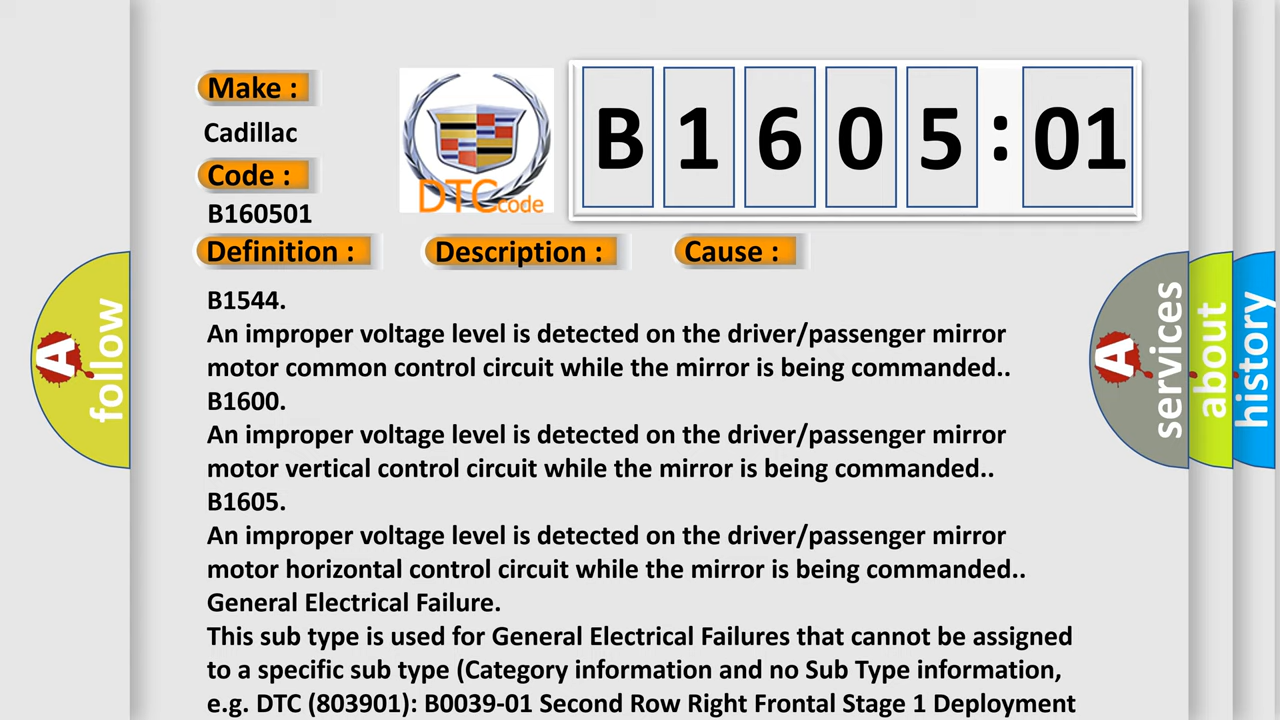 Make :
Cadillac
Code :
B160501
DTCcode
B1605:01
Definition :
Description :
Cause :
B1544.
An improper voltage level is detected on the driver/passenger mirror
motor common control circuit while the mirror is being commanded..
B1600.
An improper voltage level is detected on the driver/passenger mirror
motor vertical control circuit while the mirror is being commanded..
B1605.
An improper voltage level is detected on the driver/passenger mirror
motor horizontal control circuit while the mirror is being commanded..
General Electrical Failure.
This sub type is used for General Electrical Failures that cannot be assigned
to a specific sub type (Category information and no Sub Type information,
e.g. DTC (803901): B0039-01 Second Row Right Frontal Stage 1 Deployment
A
follow
A
services
about
history